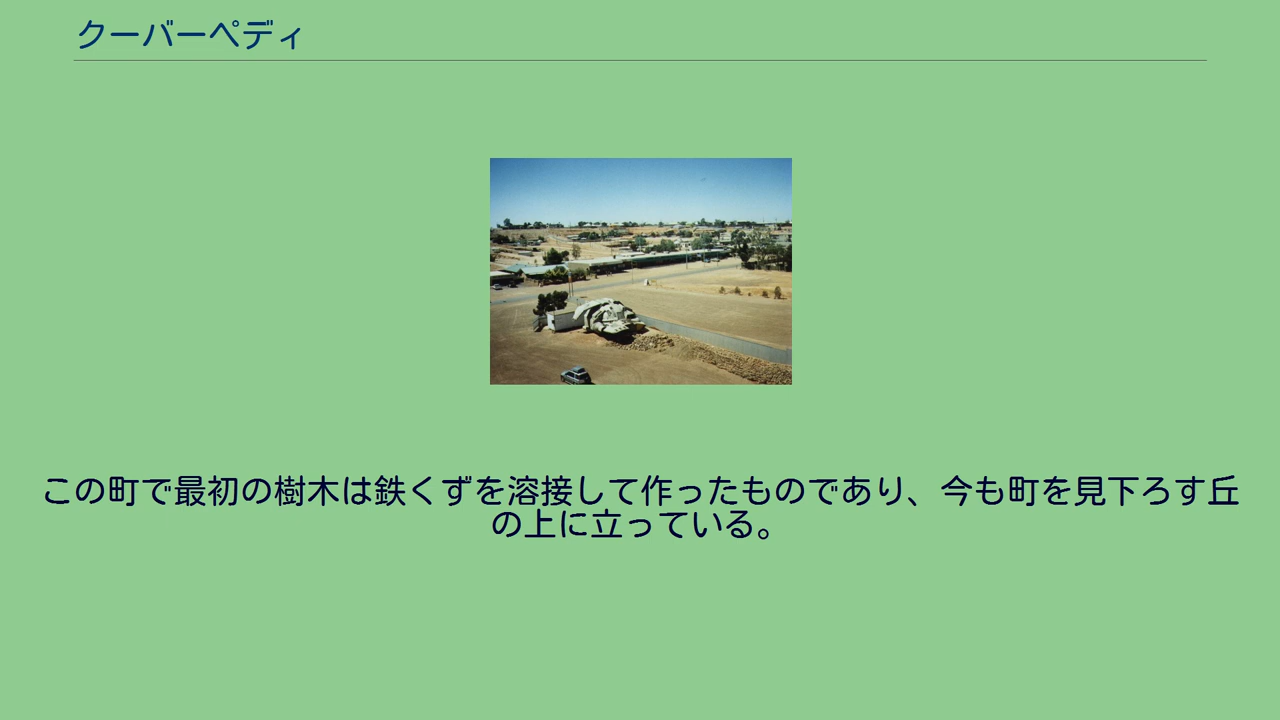 クーバーペディ
この町で最初の樹木は鉄くずを溶接して作ったものであり、今も町を見下ろす丘
の上に立っている。